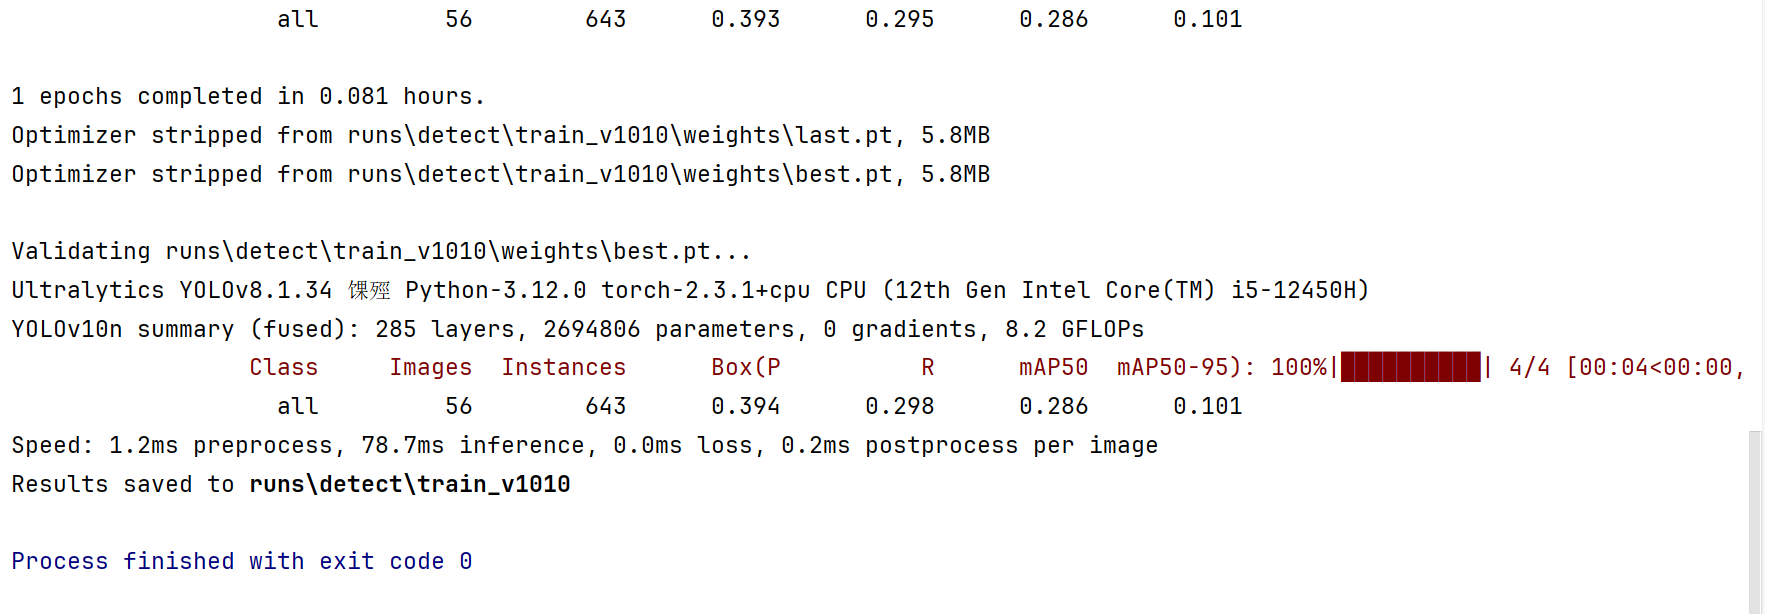 all 56 643 0.393 0.295 0.286 0.101
1 epochs completed in 0.081 hours.
Optimizer stripped from runs\detect\train_v1010\weights\last.pt, 5.8MB
Optimizer stripped from runs\detect\train_v1010\weights\best.pt, 5.8MB
Validating runs\detect\train_v1010\weights\best.pt...
Ultralytics YOLOv8.1.34 馃殌 Python-3.12.0 torch-2.3.1+cpu CPU (12th Gen Intel Core(TM) i5-12450H)
YOLOv10n summary (fused): 285 layers, 2694806 parameters, 0 gradients, 8.2 GFLOPs
Class Images Instances Box(P R mAP50 mAP50-95): 100%|██████████| 4/4 [00:04<00:00,
all 56 643 0.394 0.298 0.286 0.101
Speed: 1.2ms preprocess, 78.7ms inference, 0.0ms loss, 0.2ms postprocess per image
Results saved to runs\detect\train_v1010
Process finished with exit code 0